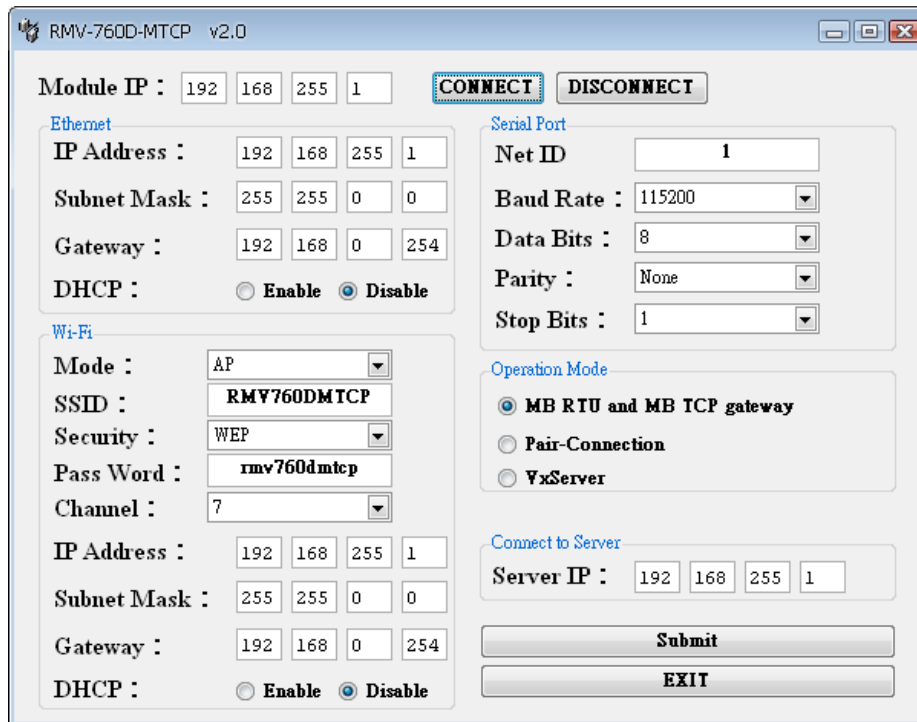 RMV-760D-MTCP v2.0
Module IP : 192 168 255 1 CONNECT DISCONNECT
Ethernet
IP Address : 192 168 255 1
Subnet Mask : 255 255 0 0
Gateway : 192 168 0 254
DHCP : Enable Disable
Wi-Fi
Mode : AP
SSID : RMV760DMTCP
Security : WEP
Pass Word : rmv760dmtcp
Channel : 7
IP Address : 192 168 255 1
Subnet Mask : 255 255 0 0
Gateway : 192 168 0 254
DHCP : Enable Disable
Serial Port
Net ID 1
Baud Rate : 115200
Data Bits : 8
Parity : None
Stop Bits : 1
Operation Mode
MB RTU and MB TCP gateway
Pair-Connection
VxServer
Connect to Server
Server IP : 192 168 255 1
Submit
EXIT